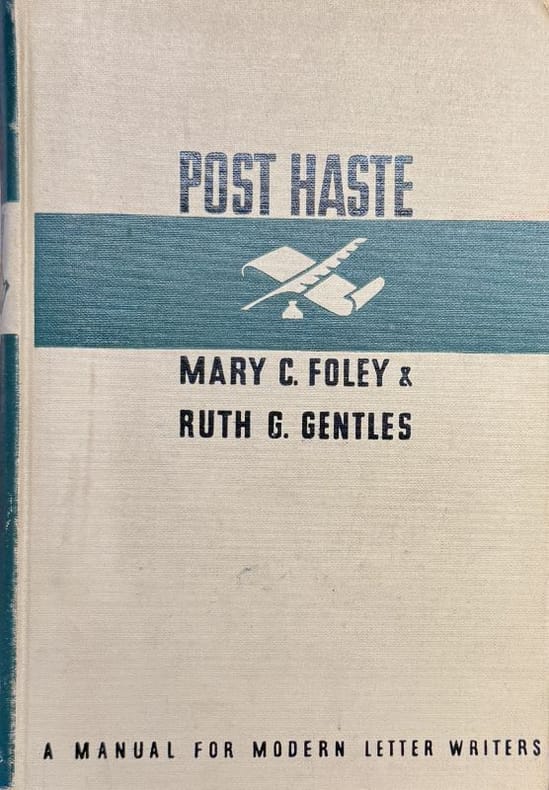 POST HASTE
MARY C. FOLEY &
RUTH G. GENTLES
A MANUAL FOR MODERN LETTER WRITERS